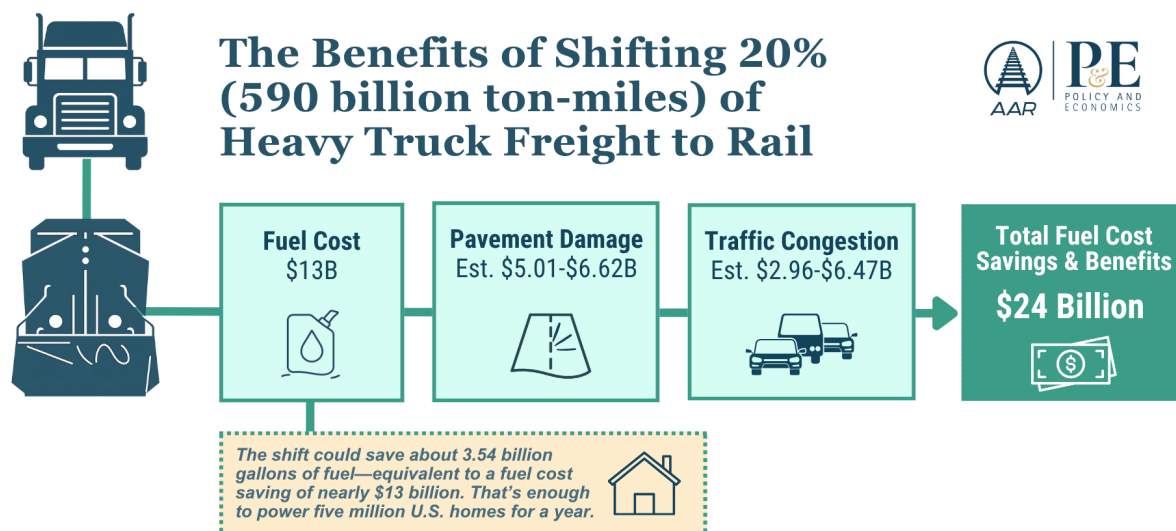 The Benefits of Shifting 20%
(590 billion ton-miles) of
Heavy Truck Freight to Rail
AAR
P&E
POLICY AND
ECONOMICS
Fuel Cost
$13B
Pavement Damage
Est. $5.01-$6.62B
Traffic Congestion
Est. $2.96-$6.47B
Total Fuel Cost
Savings & Benefits
$24 Billion
$
The shift could save about 3.54 billion
gallons of fuel—equivalent to a fuel cost
saving of nearly $13 billion. That's enough
to power five million U.S. homes for a year.